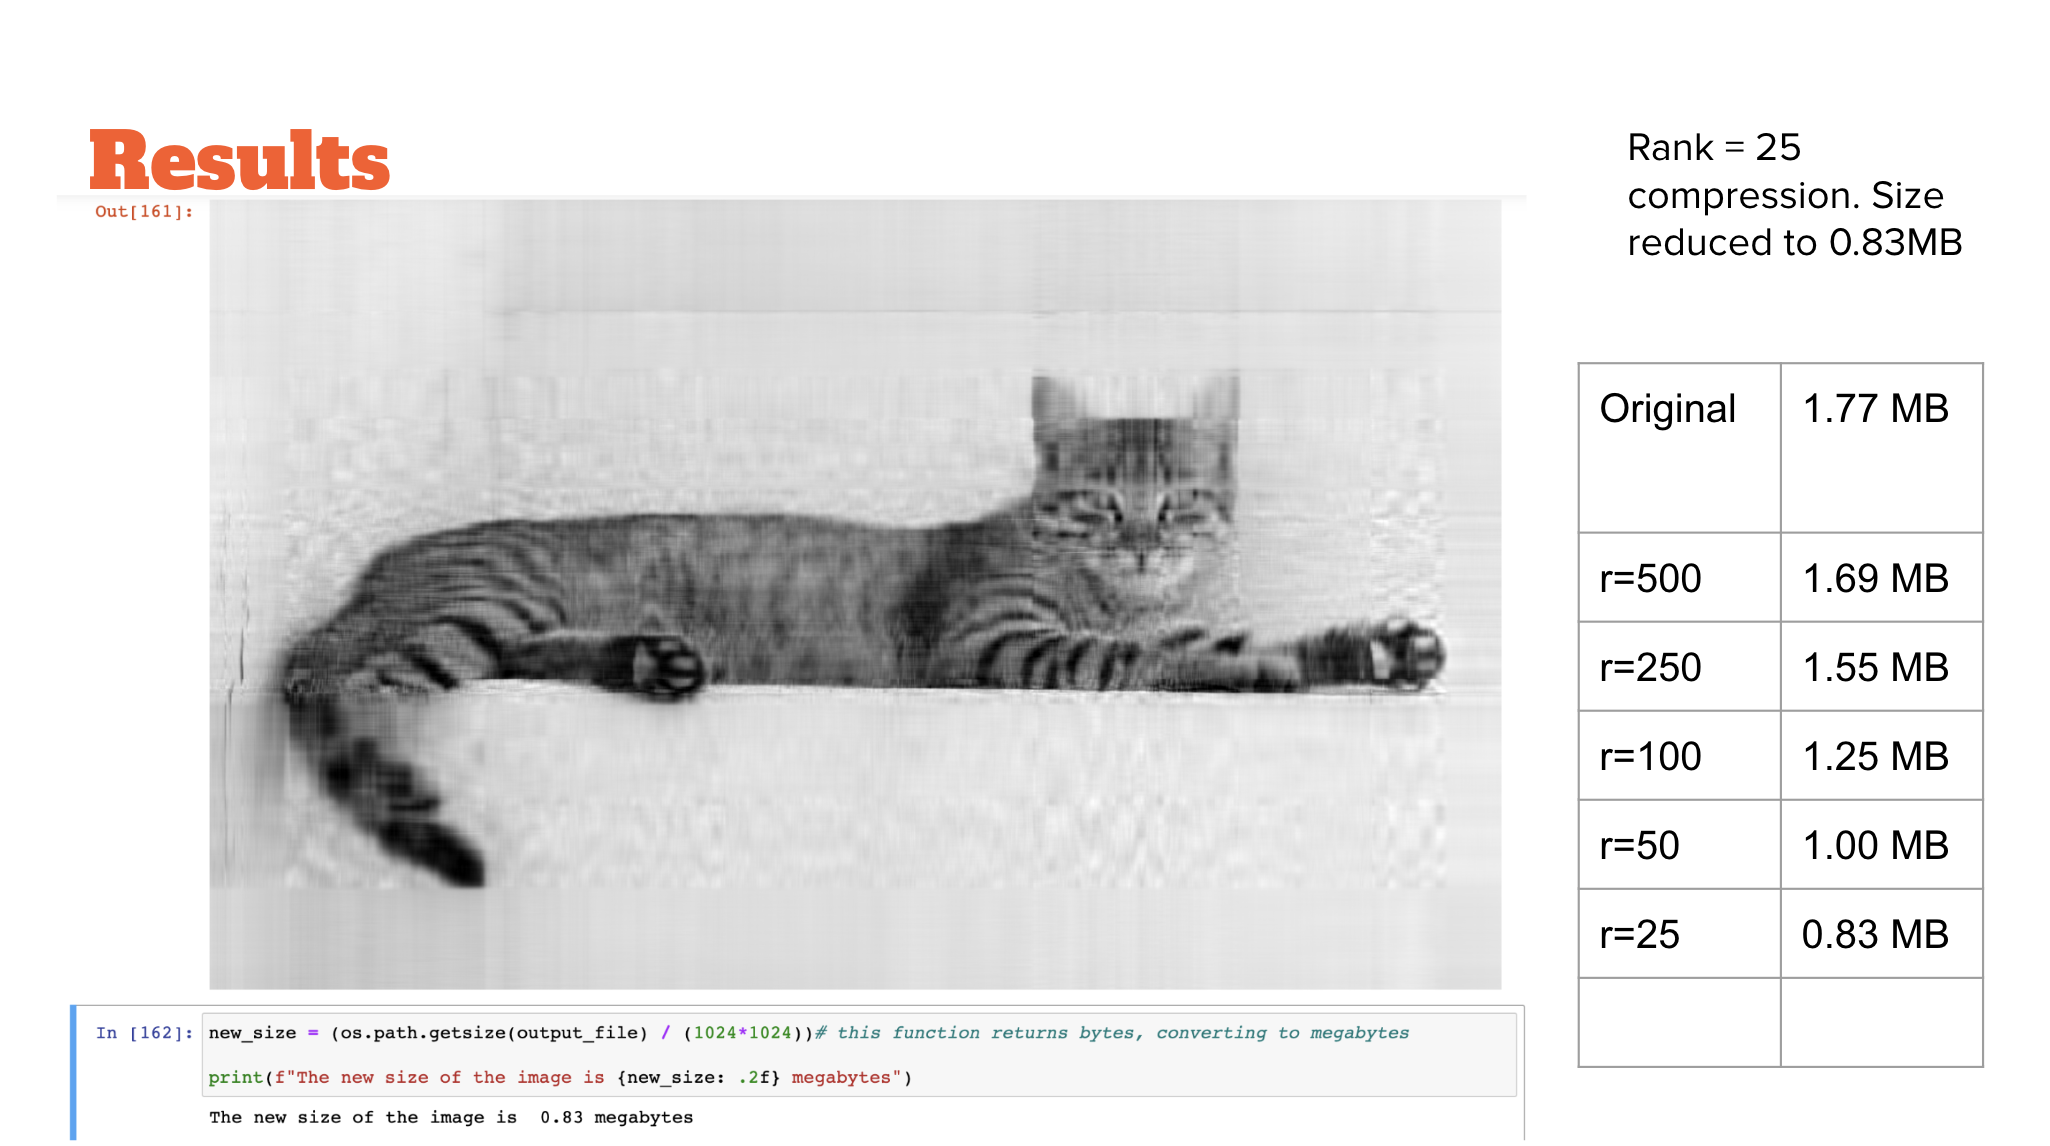 Results
Rank = 25
compression. Size
reduced to 0.83MB
Out[161]:
Original 1.77 MB
r=500 1.69 MB
r=250 1.55 MB
r=100 1.25 MB
r=50 1.00 MB
r=25 0.83 MB
In [162]: new_size = (os.path.getsize(output_file) / (1024*1024))# this function returns bytes, converting to megabytes
print(f"The new size of the image is {new_size: .2f} megabytes")
The new size of the image is  0.83 megabytes